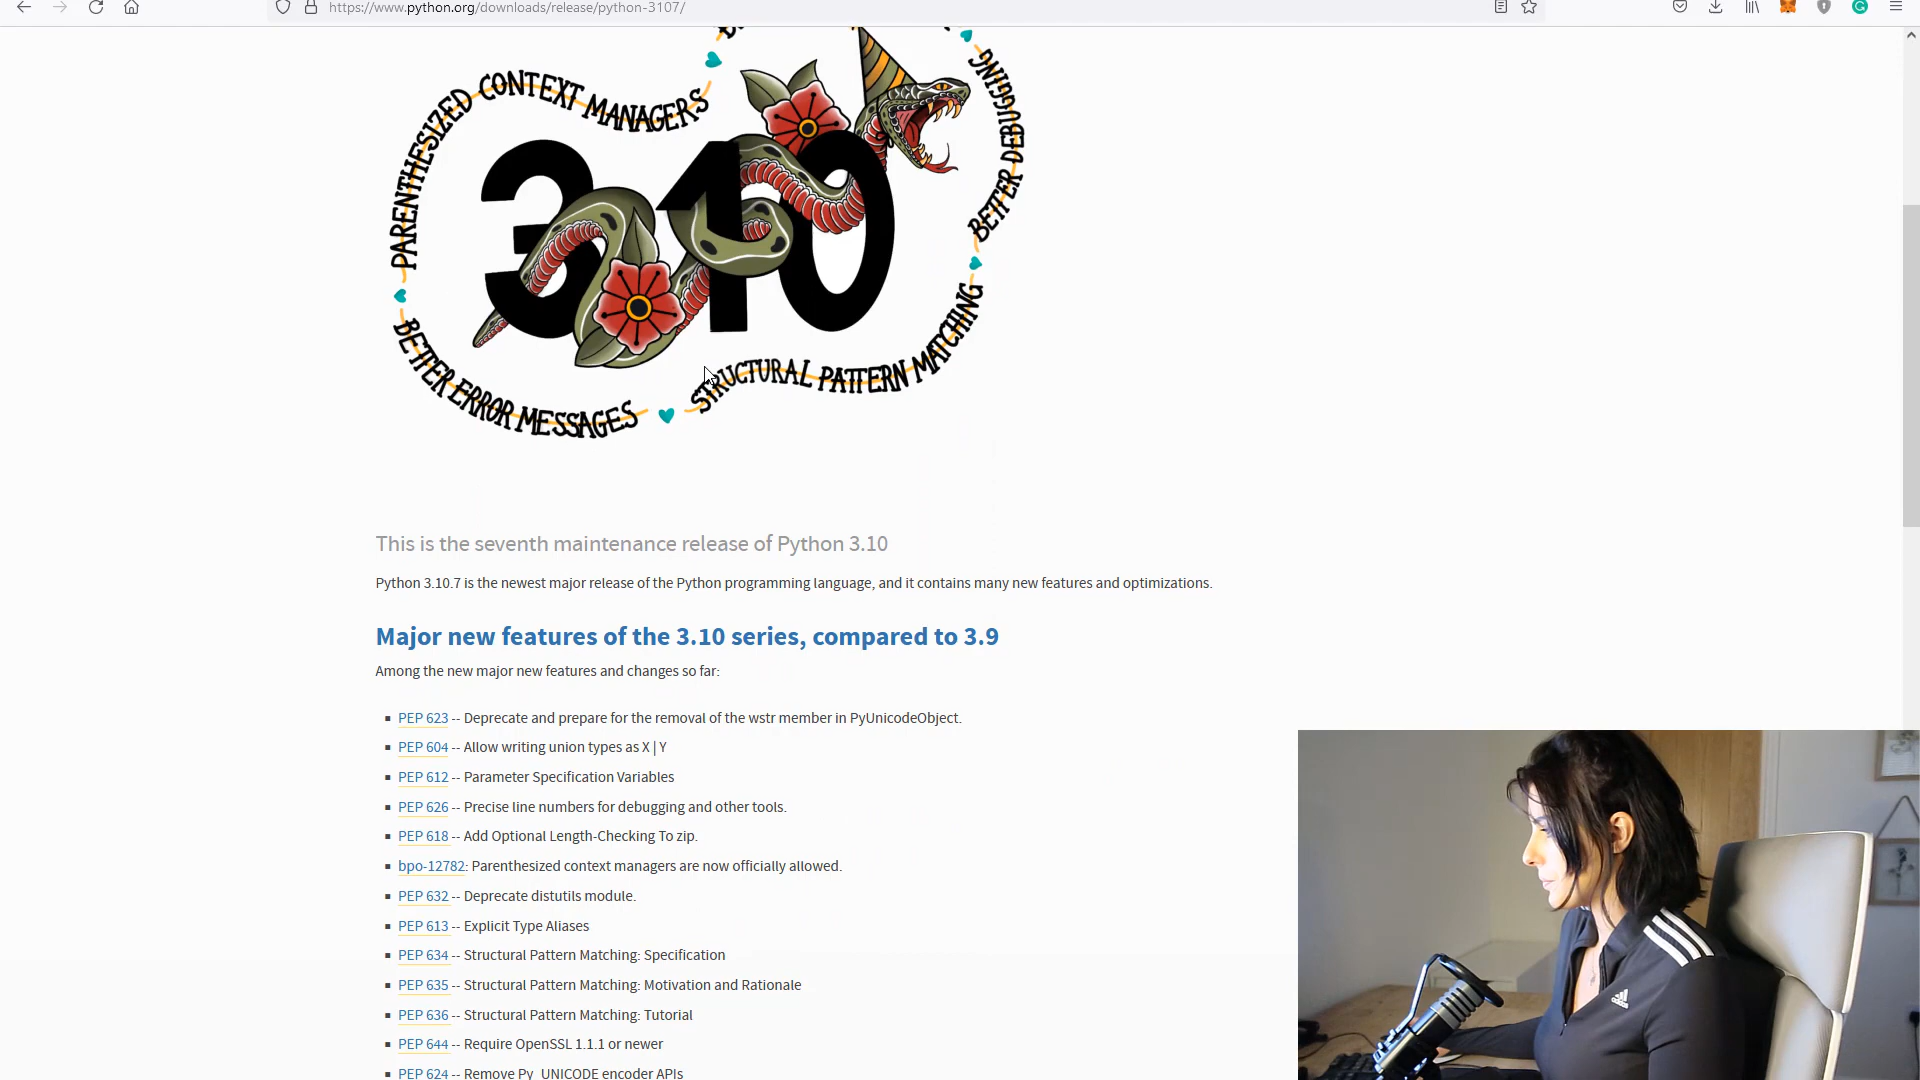 https://www.python.org/downloads/release/python-3107/
PARENTHESIZED CONTEXT MANAGERS
BETTER DEBUGGING
3.10
STRUCTURAL PATTERN MATCHING
BETTER ERROR MESSAGES
This is the seventh maintenance release of Python 3.10
Python 3.10.7 is the newest major release of the Python programming language, and it contains many new features and optimizations.
Major new features of the 3.10 series, compared to 3.9
Among the new major new features and changes so far:
PEP 623 -- Deprecate and prepare for the removal of the wstr member in PyUnicodeObject.
PEP 604 -- Allow writing union types as X | Y
PEP 612 -- Parameter Specification Variables
PEP 626 -- Precise line numbers for debugging and other tools.
PEP 618 -- Add Optional Length-Checking To zip.
bpo-12782: Parenthesized context managers are now officially allowed.
PEP 632 -- Deprecate distutils module.
PEP 613 -- Explicit Type Aliases
PEP 634 -- Structural Pattern Matching: Specification
PEP 635 -- Structural Pattern Matching: Motivation and Rationale
PEP 636 -- Structural Pattern Matching: Tutorial
PEP 644 -- Require OpenSSL 1.1.1 or newer
PEP 624 -- Remove Py_UNICODE encoder APIs
adidas